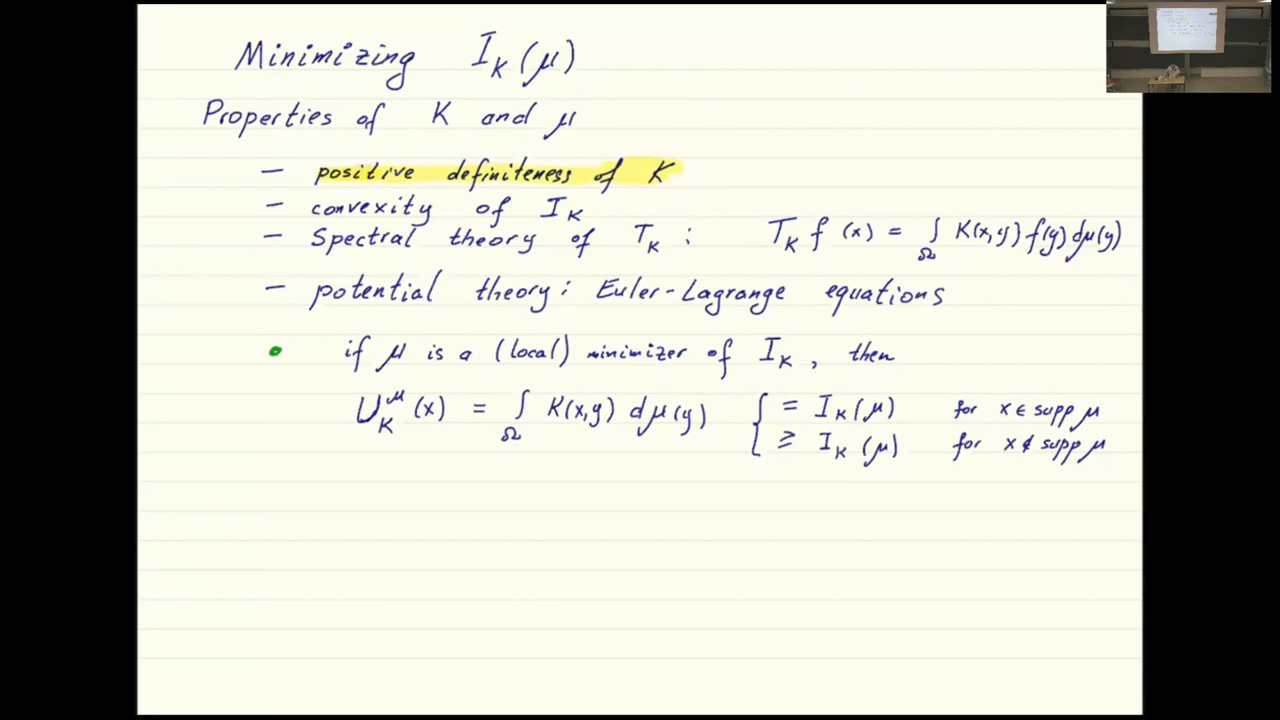 Minimizing I_K(μ)
Properties of K and μ
– positive definiteness of K
– convexity of I_K
– Spectral theory of T_K : T_K f (x) = ∫_Ω K(x,y) f(y) dμ(y)
– potential theory: Euler-Lagrange equations
• if μ is a (local) minimizer of I_K , then
U_K^μ (x) = ∫_Ω K(x,y) dμ(y) { = I_K (μ) for x ∈ supp μ
≥ I_K (μ) for x ∉ supp μ